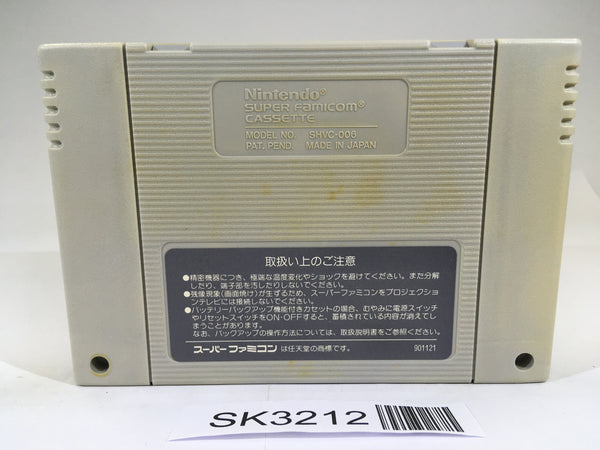 Nintendo®
SUPER FAMICOM®
CASSETTE
MODEL NO. SHVC-006
PAT. PEND. MADE IN JAPAN
取扱い上のご注意
●精密機器につき、極端な温度変化やショックを避けてください。また分解
したり、端子部を汚したりしないでください。
●残像現象(画面焼け)が生ずるため、スーパーファミコンをプロジェクショ
ンテレビには接続しないでください。
●バッテリーバックアップ機能付きカセットの場合、むやみに電源スイッチ
やリセットスイッチをON・OFFすると、蓄積されている内容が消えてし
まうことがあります。
なお、バックアップの操作方法については、取扱説明書をご参照ください。
スーパーファミコン は任天堂の商標です。 901121
SK3212